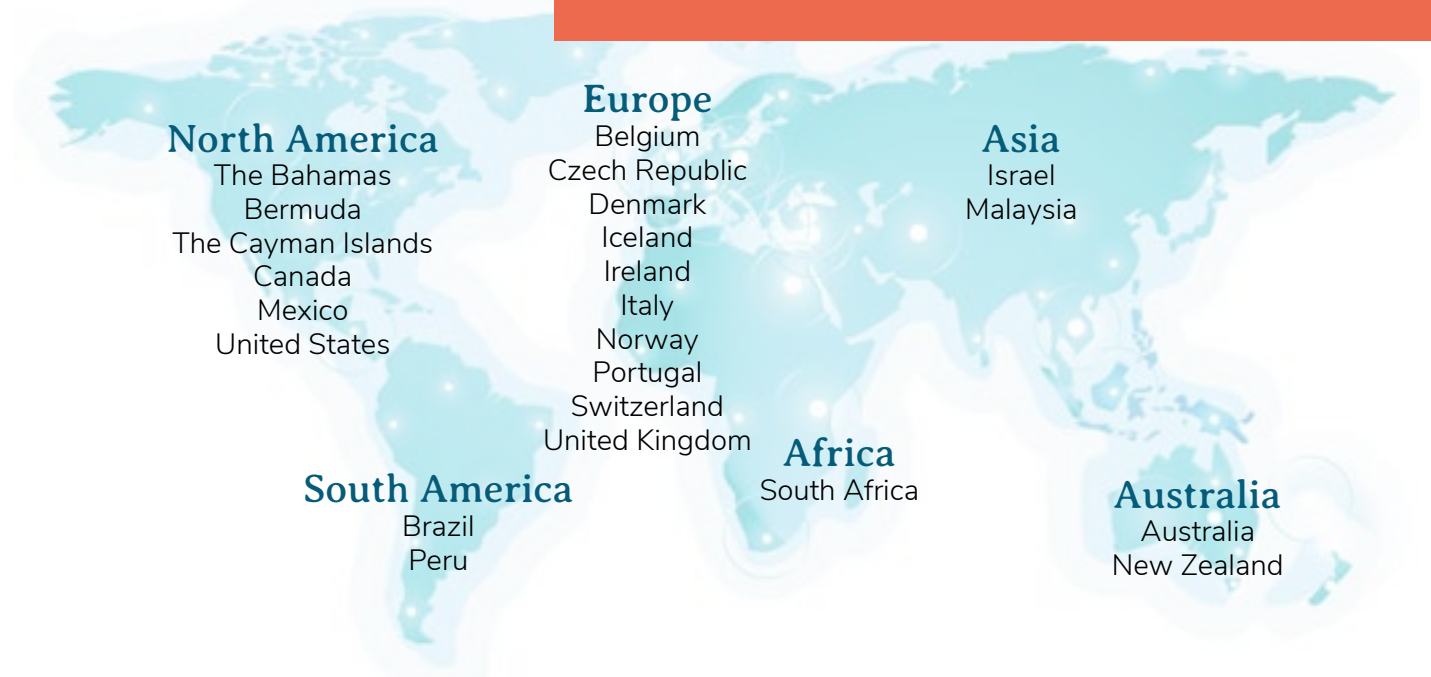 North America
The Bahamas
Bermuda
The Cayman Islands
Canada
Mexico
United States
South America
Brazil
Peru
Europe
Belgium
Czech Republic
Denmark
Iceland
Ireland
Italy
Norway
Portugal
Switzerland
United Kingdom
Africa
South Africa
Asia
Israel
Malaysia
Australia
Australia
New Zealand